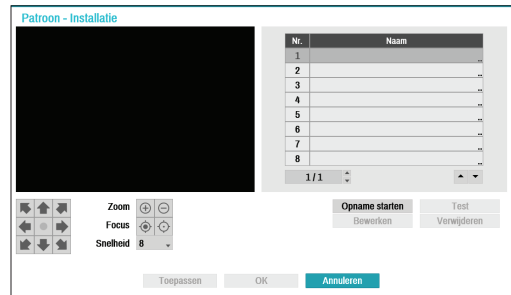 Patroon - Installatie
Nr. Naam
1 ..
2 ..
3 ..
4 ..
5 ..
6 ..
7 ..
8 ..
1 / 1
Zoom
Focus
Snelheid 8
Opname starten Test
Bewerken Verwijderen
Toepassen OK Annuleren